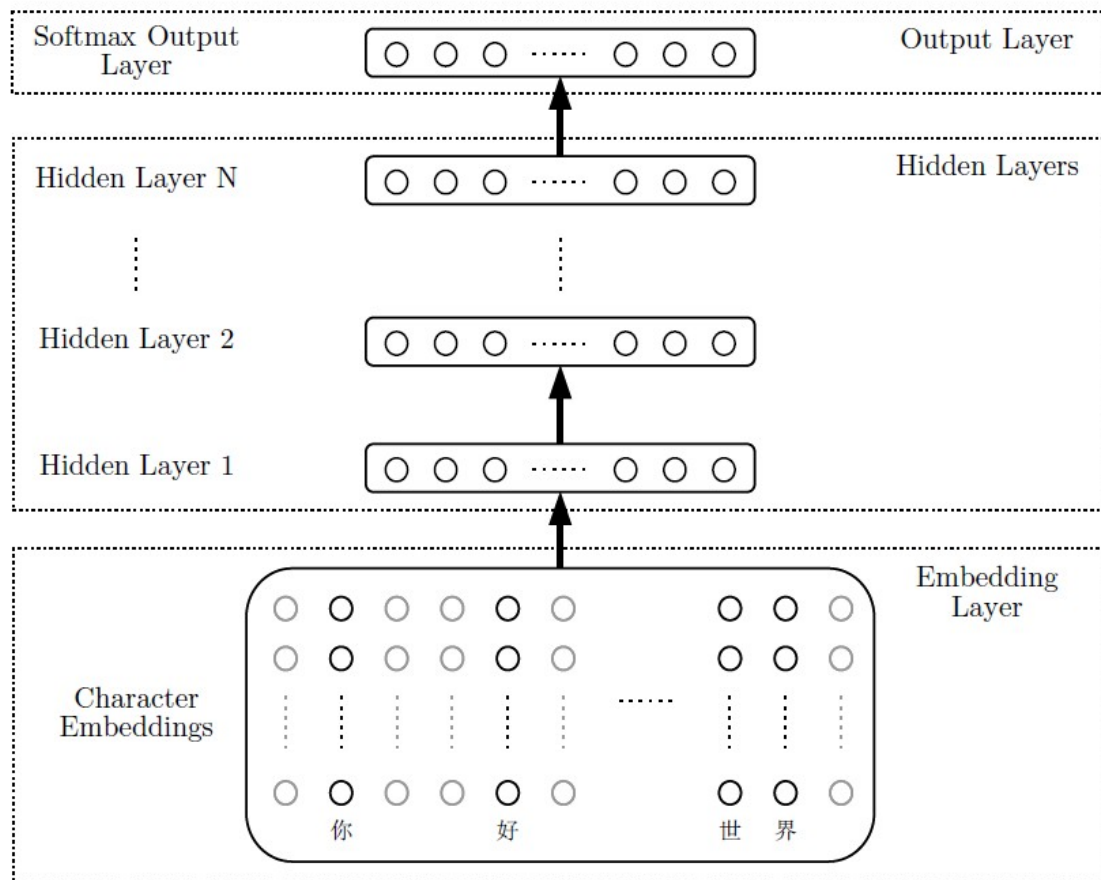 Softmax Output
Layer
Output Layer
Hidden Layer N
Hidden Layers
Hidden Layer 2
Hidden Layer 1
Embedding
Layer
Character
Embeddings
你 好 世 界